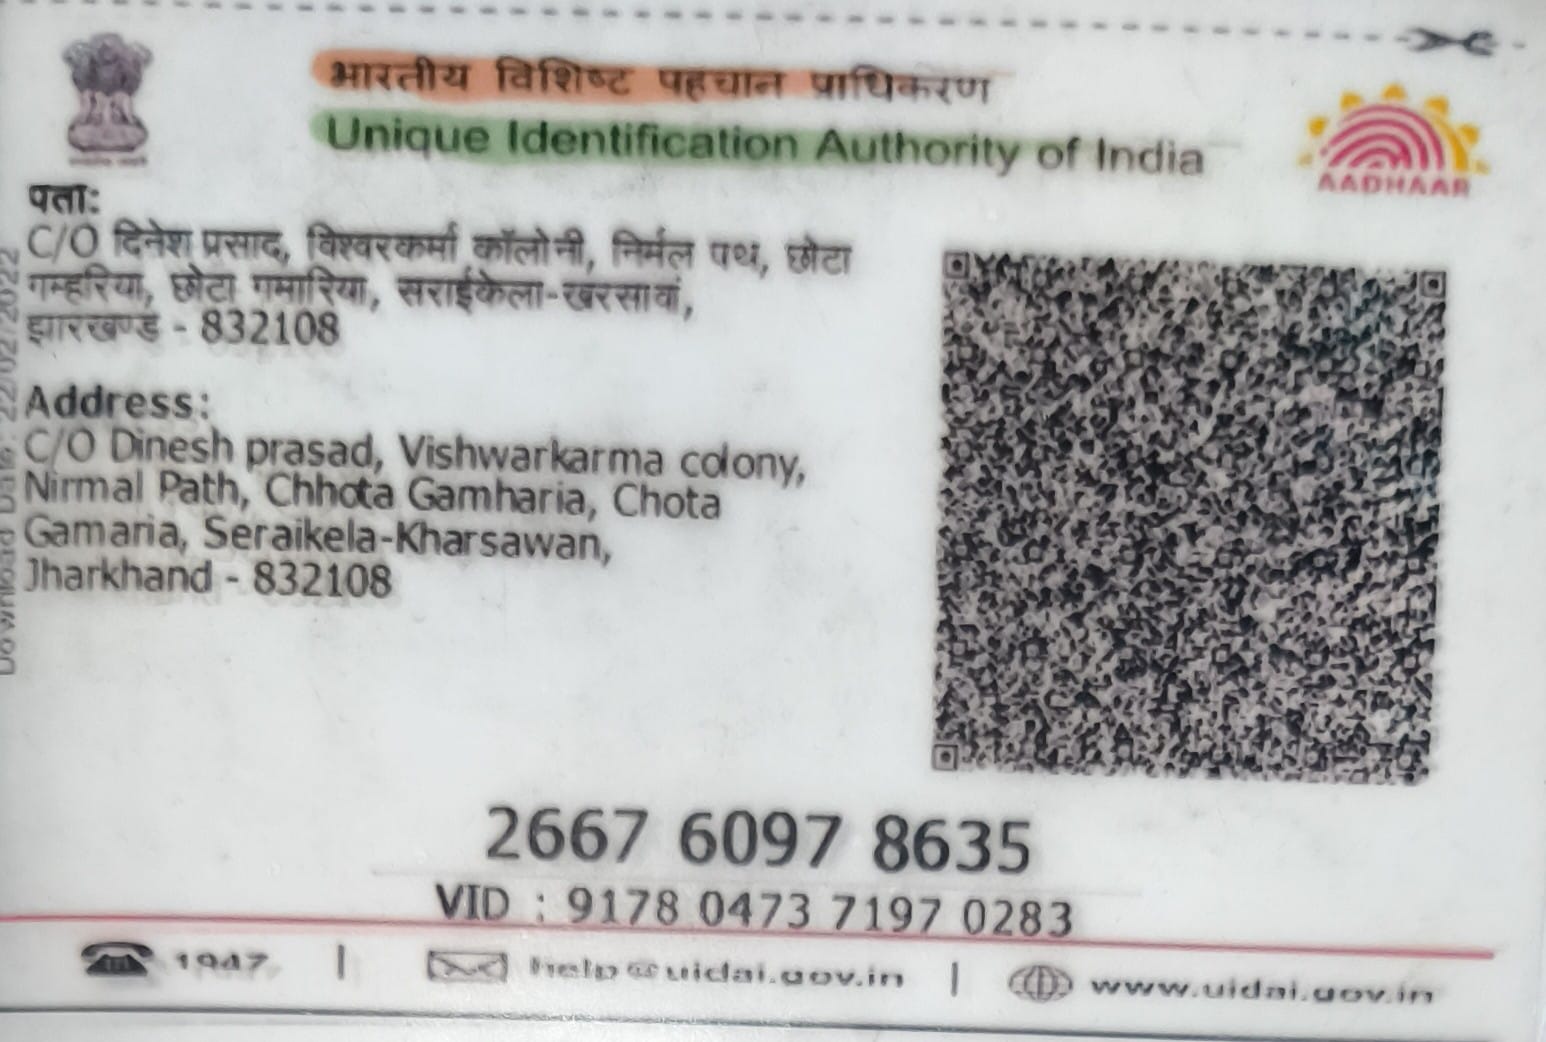 भारतीय विशिष्ट पहचान प्राधिकरण
Unique Identification Authority of India
AADHAAR
पता:
C/O दिनेश प्रसाद, विश्वरकर्मा कॉलोनी, निर्मल पथ, छोटा
गम्हरिया, छोटा गमारिया, सराईकेला-खरसावां,
झारखण्ड - 832108
Address:
C/O Dinesh prasad, Vishwarkarma colony,
Nirmal Path, Chhota Gamharia, Chota
Gamaria, Seraikela-Kharsawan,
Jharkhand - 832108
Download Date: 22/02/2022
2667 6097 8635
VID : 9178 0473 7197 0283
1947 | help@uidai.gov.in | www.uidai.gov.in